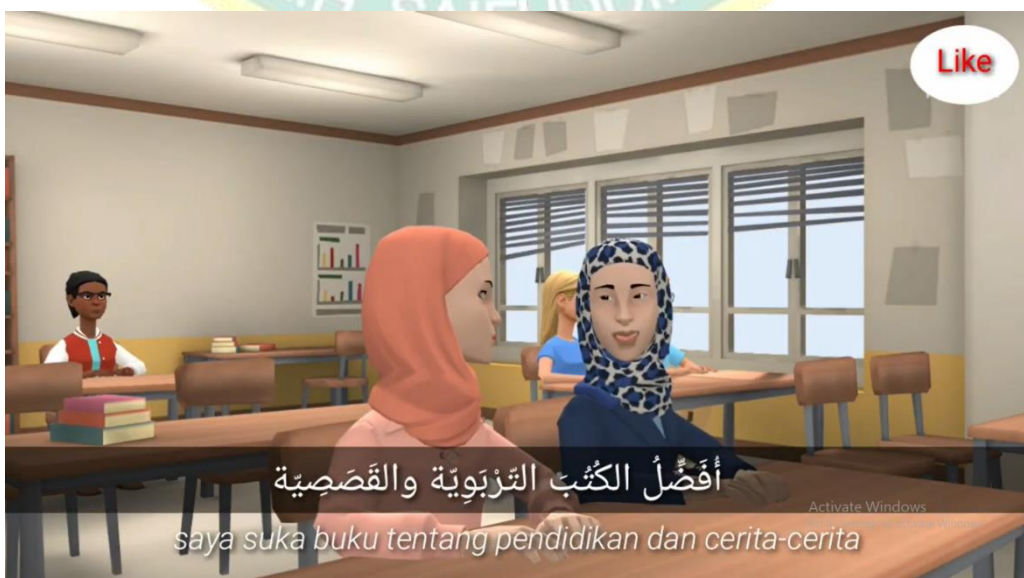 Like
أُفَضِّلُ الكُتُبَ التّرْبَوِيّة والقَصَصِيّة
Activate Windows
saya suka buku tentang pendidikan dan cerita-cerita